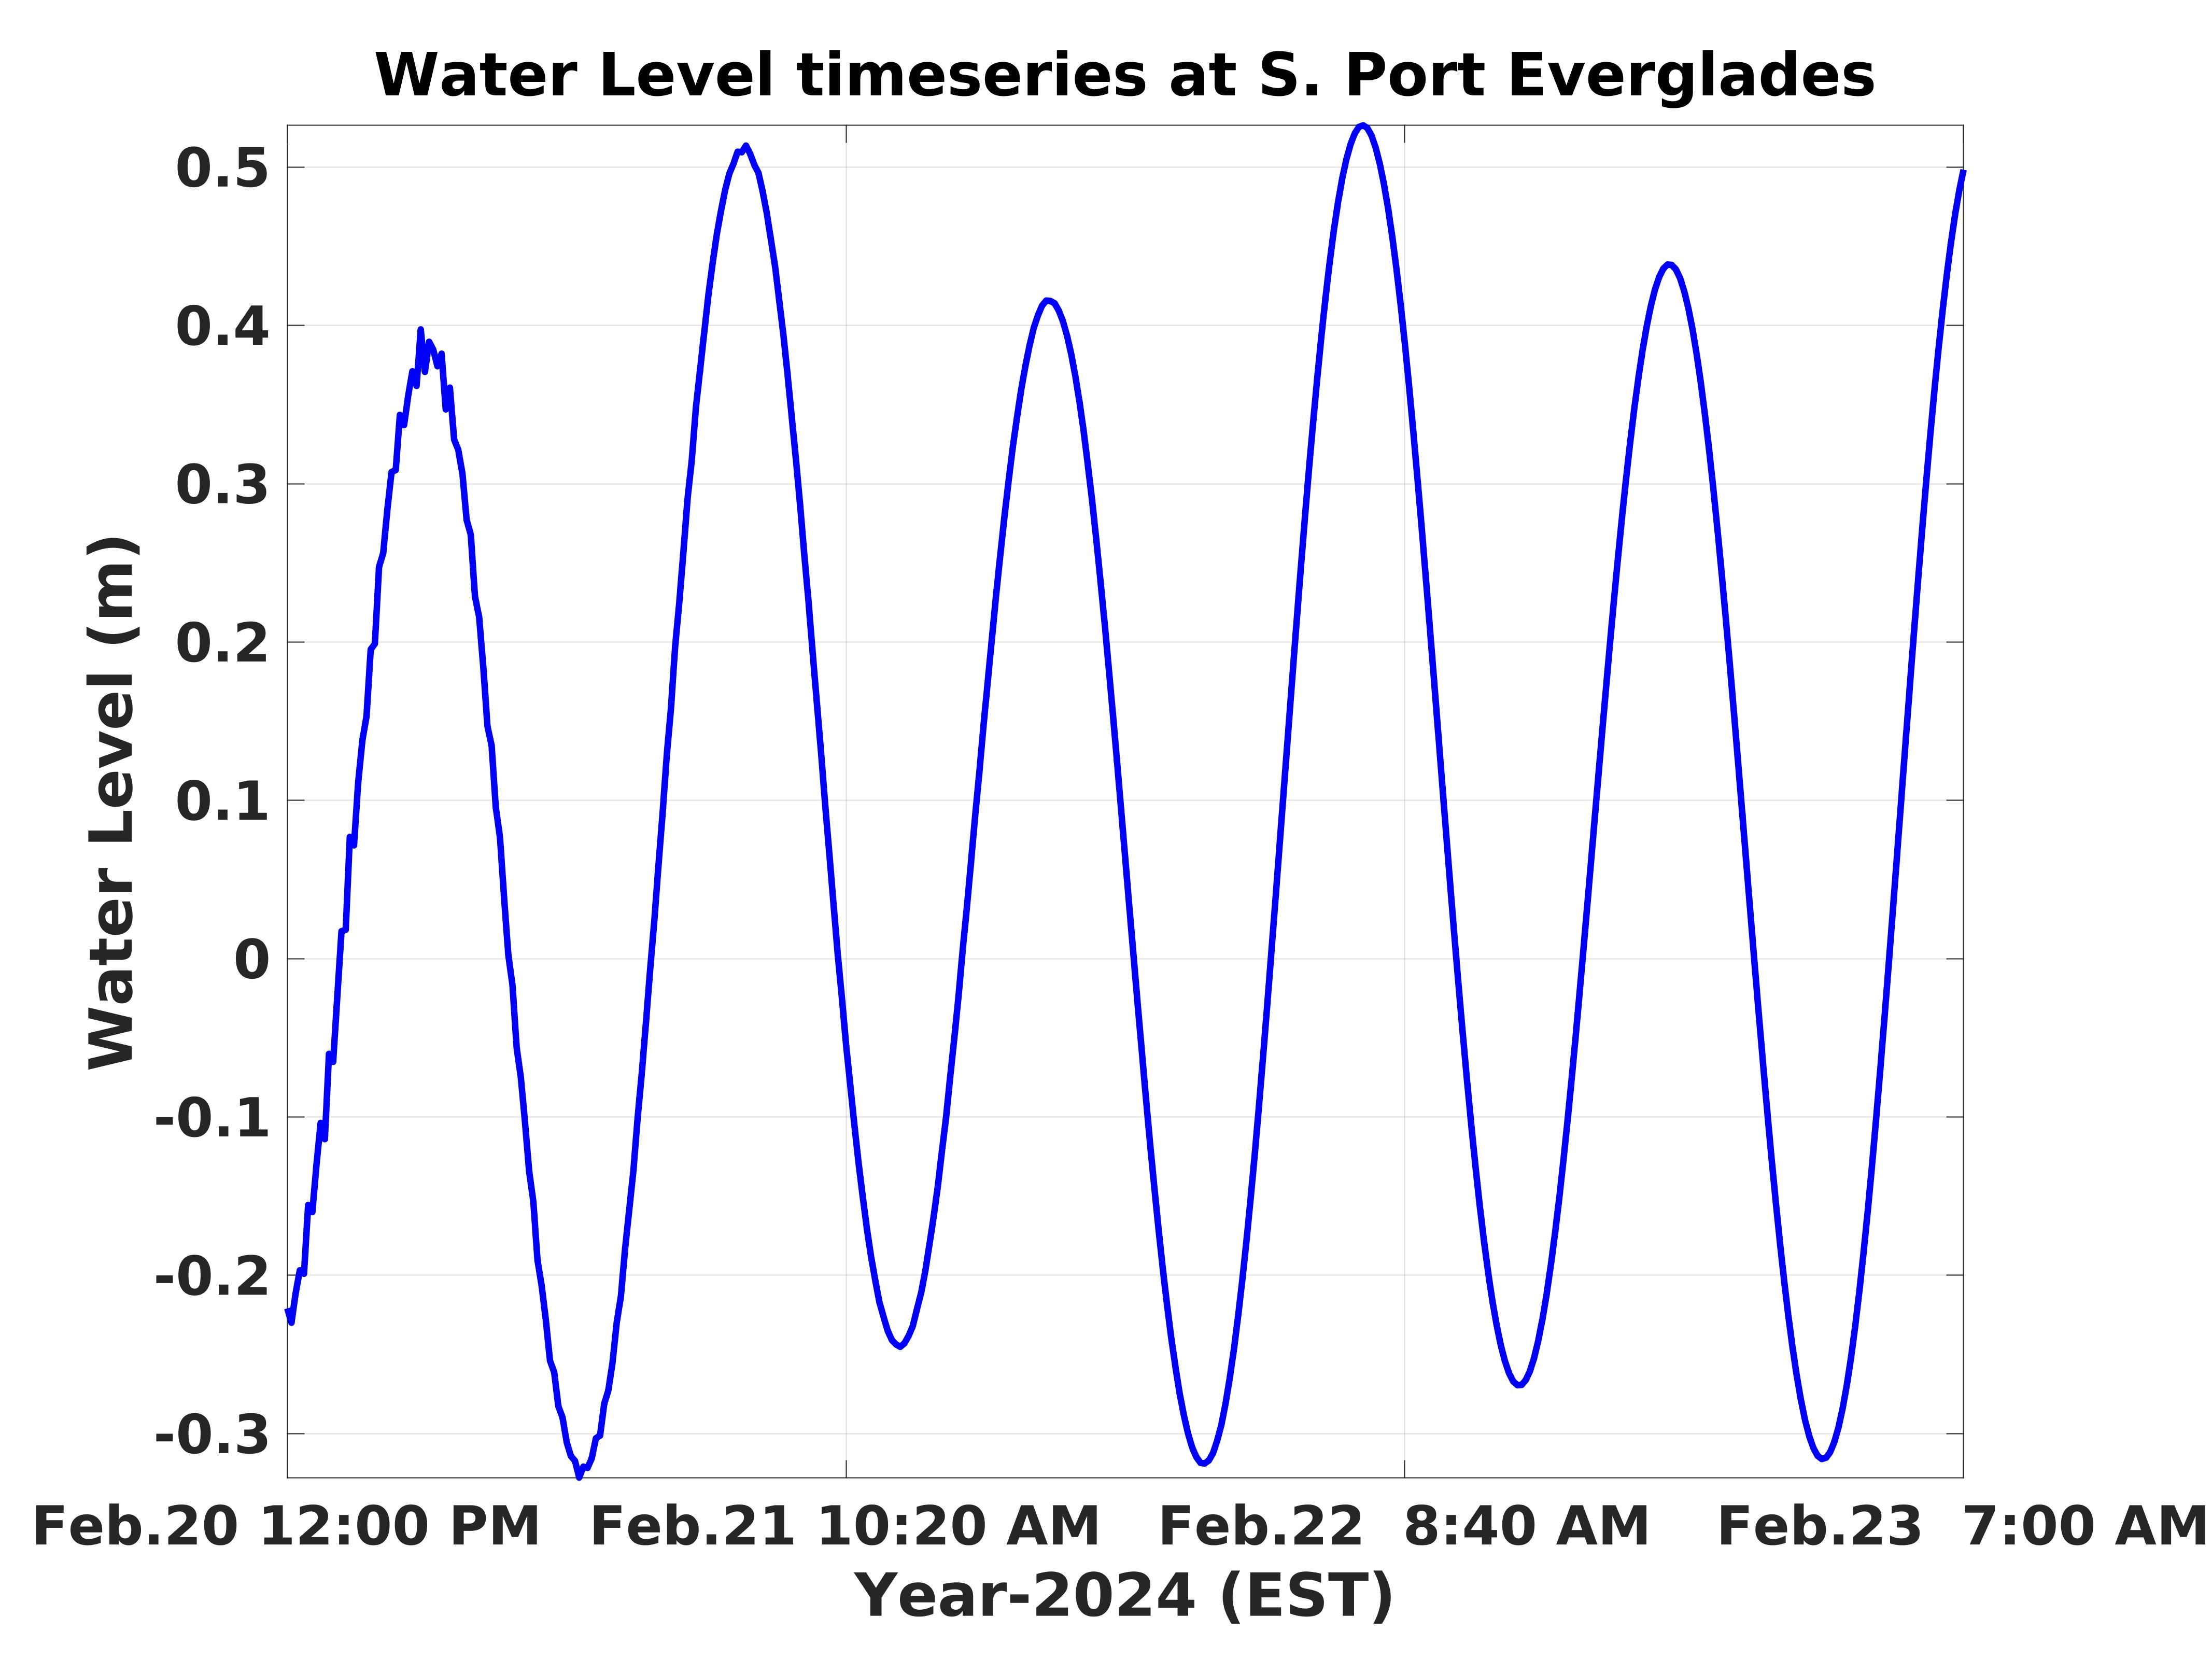 Water Level timeseries at S. Port Everglades
Water Level (m)
0.5
0.4
0.3
0.2
0.1
0
-0.1
-0.2
-0.3
Feb.20 12:00 PM Feb.21 10:20 AM Feb.22 8:40 AM Feb.23 7:00 AM
Year-2024 (EST)